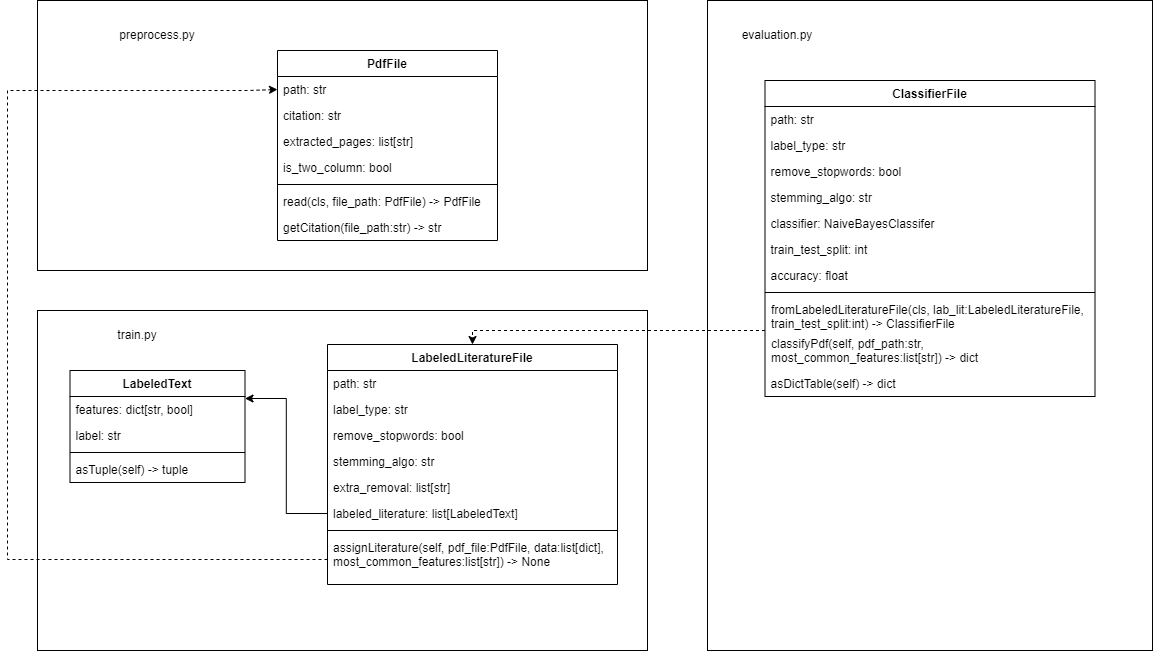 preprocess.py
PdfFile
path: str
citation: str
extracted_pages: list[str]
is_two_column: bool
read(cls, file_path: PdfFile) -> PdfFile
getCitation(file_path:str) -> str
train.py
LabeledText
features: dict[str, bool]
label: str
asTuple(self) -> tuple
LabeledLiteratureFile
path: str
label_type: str
remove_stopwords: bool
stemming_algo: str
extra_removal: list[str]
labeled_literature: list[LabeledText]
assignLiterature(self, pdf_file:PdfFile, data:list[dict],
most_common_features:list[str]) -> None
evaluation.py
ClassifierFile
path: str
label_type: str
remove_stopwords: bool
stemming_algo: str
classifier: NaiveBayesClassifer
train_test_split: int
accuracy: float
fromLabeledLiteratureFile(cls, lab_lit:LabeledLiteratureFile,
train_test_split:int) -> ClassifierFile
classifyPdf(self, pdf_path:str,
most_common_features:list[str]) -> dict
asDictTable(self) -> dict